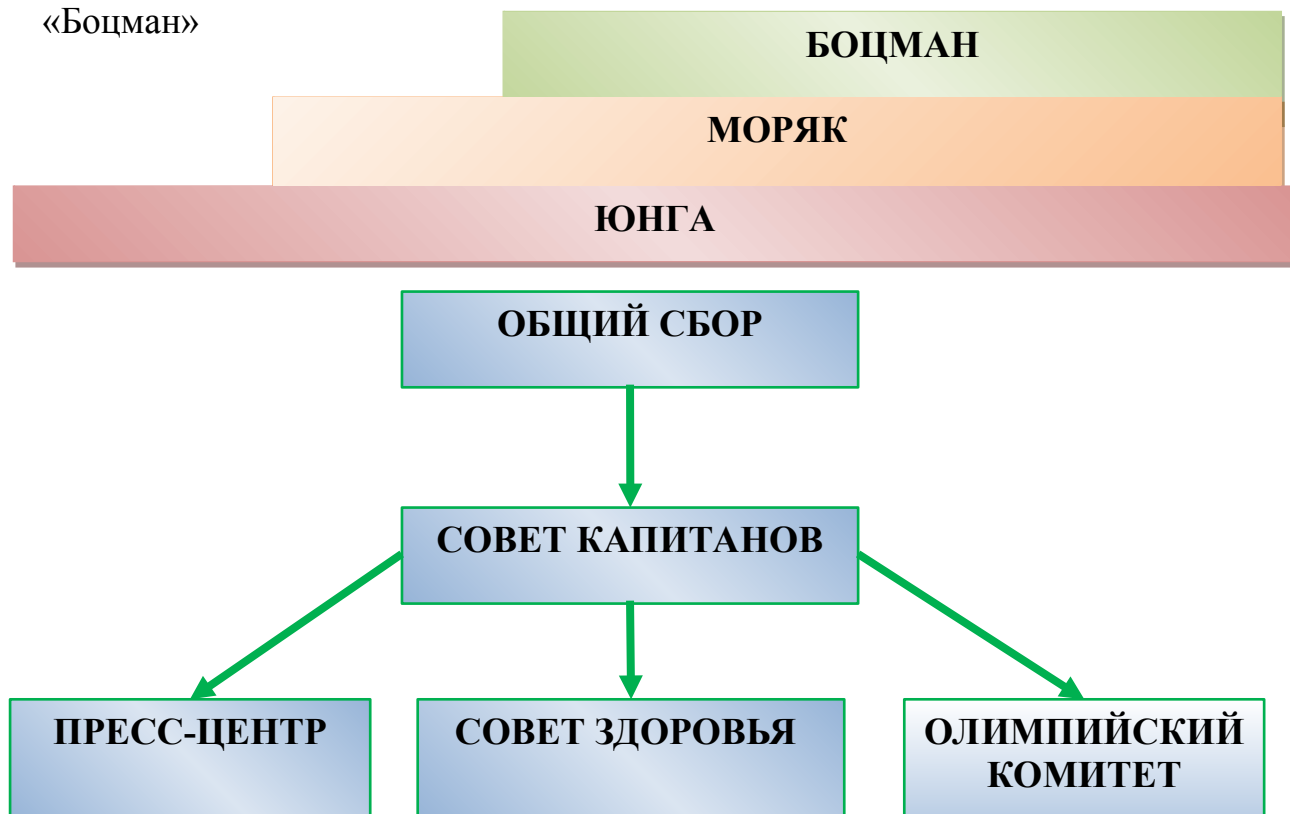 «Боцман»
БОЦМАН
МОРЯК
ЮНГА
ОБЩИЙ СБОР
СОВЕТ КАПИТАНОВ
ПРЕСС-ЦЕНТР
СОВЕТ ЗДОРОВЬЯ
ОЛИМПИЙСКИЙ
КОМИТЕТ